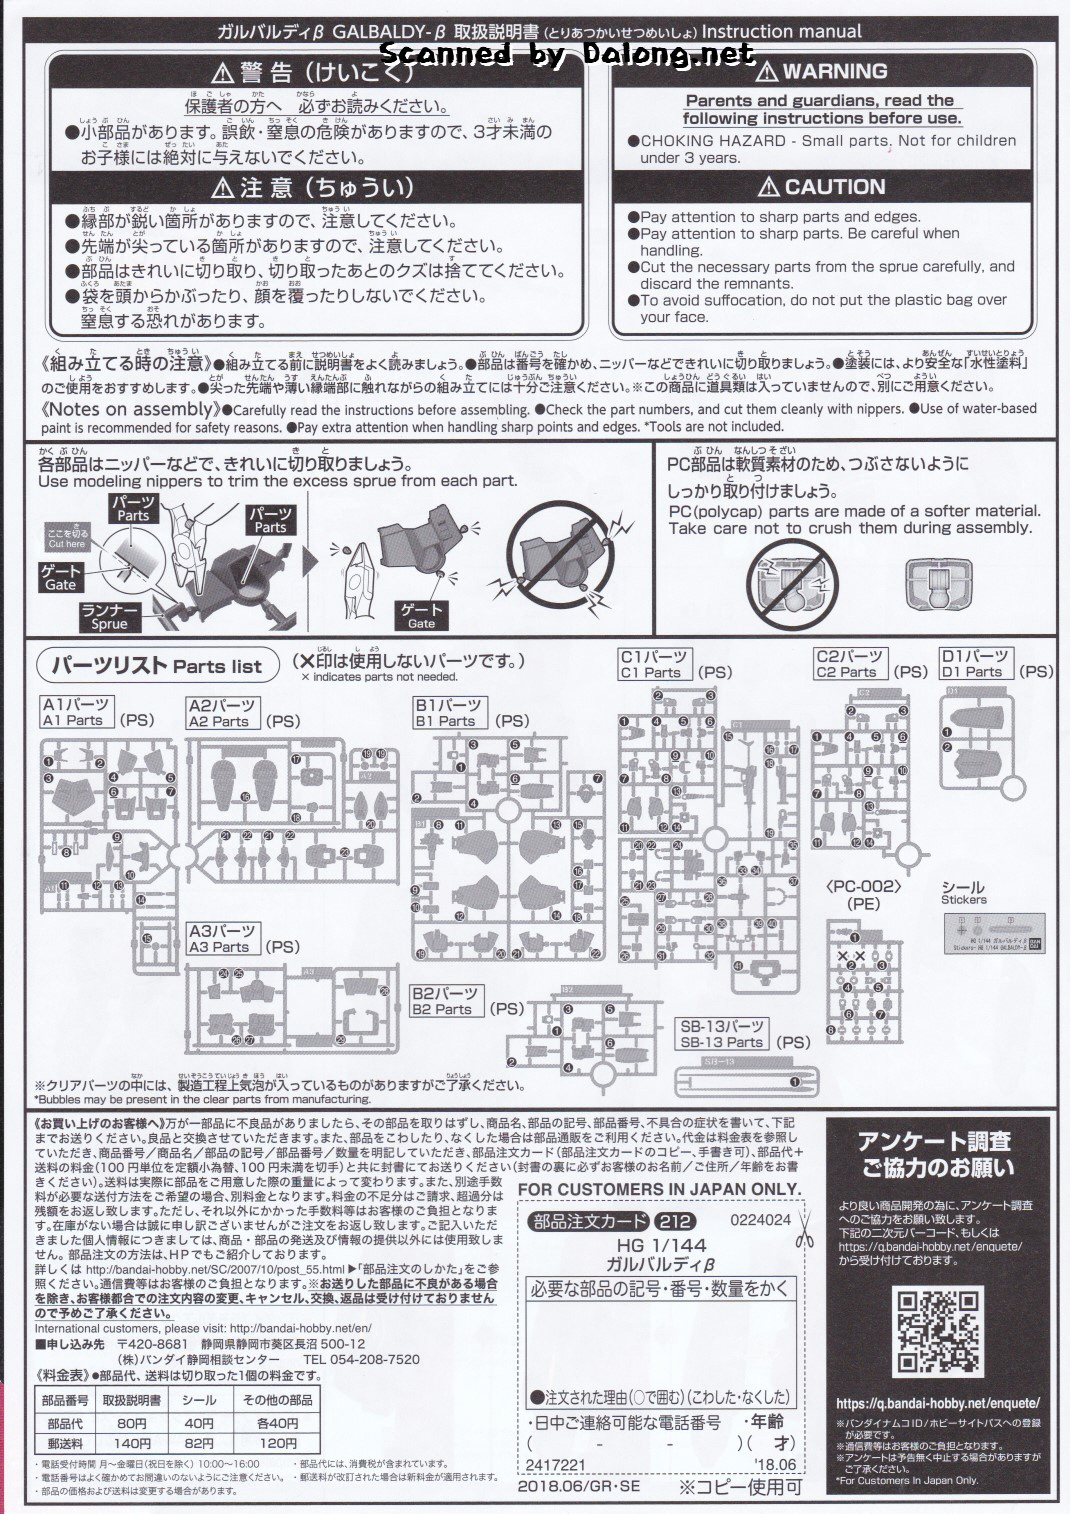 ガルバルディβ GALBALDY-β 取扱説明書(とりあつかいせつめいしょ) Instruction manual
Scanned by Dalong.net
⚠警告(けいこく)
保護者の方へ 必ずお読みください。
●小部品があります。誤飲・窒息の危険がありますので、3才未満の
お子様には絶対に与えないでください。
⚠注意(ちゅうい)
●縁部が鋭い箇所がありますので、注意してください。
●先端が尖っている箇所がありますので、注意してください。
●部品はきれいに切り取り、切り取ったあとのクズは捨ててください。
●袋を頭からかぶったり、顔を覆ったりしないでください。
窒息する恐れがあります。
⚠WARNING
Parents and guardians, read the
following instructions before use.
●CHOKING HAZARD - Small parts. Not for children
under 3 years.
⚠CAUTION
●Pay attention to sharp parts and edges.
●Pay attention to sharp parts. Be careful when
handling.
●Cut the necessary parts from the sprue carefully, and
discard the remnants.
●To avoid suffocation, do not put the plastic bag over
your face.
《組み立てる時の注意》●組み立てる前に説明書をよく読みましょう。●部品は番号を確かめ、ニッパーなどできれいに切り取りましょう。●塗装には、より安全な「水性塗料」
のご使用をおすすめします。●尖った先端や薄い縁端部に触れながらの組み立てには十分ご注意ください。※この商品に道具類は入っていませんので、別にご用意ください。
《Notes on assembly》●Carefully read the instructions before assembling. ●Check the part numbers, and cut them cleanly with nippers. ●Use of water-based
paint is recommended for safety reasons. ●Pay extra attention when handling sharp points and edges. *Tools are not included.
各部品はニッパーなどで、きれいに切り取りましょう。
Use modeling nippers to trim the excess sprue from each part.
パーツ
Parts
ここを切る
Cut here
ゲート
Gate
ランナー
Sprue
パーツ
Parts
ゲート
Gate
PC部品は軟質素材のため、つぶさないように
しっかり取り付けましょう。
PC(polycap) parts are made of a softer material.
Take care not to crush them during assembly.
パーツリスト Parts list
(✕印は使用しないパーツです。)
× indicates parts not needed.
A1パーツ
A1 Parts (PS)
A2パーツ
A2 Parts (PS)
B1パーツ
B1 Parts (PS)
C1パーツ
C1 Parts (PS)
C2パーツ
C2 Parts (PS)
D1パーツ
D1 Parts (PS)
A3パーツ
A3 Parts (PS)
B2パーツ
B2 Parts (PS)
SB-13パーツ
SB-13 Parts (PS)
SB-13
〈PC-002〉
(PE)
シール
Stickers
HG 1/144 ガルバルディβ
Stickers- HG 1/144 GALBALDY-β
※クリアパーツの中には、製造工程上気泡が入っているものがありますがご了承ください。
*Bubbles may be present in the clear parts from manufacturing.
《お買い上げのお客様へ》万が一部品に不良品がありましたら、その部品を取りはずし、商品名、部品の記号、部品番号、不具合の症状を書いて、下記
までお送りください。良品と交換させていただきます。また、部品をこわしたり、なくした場合は部品通販をご利用ください。代金は料金表を参照し
ていただき、商品番号／商品名／部品の記号／部品番号／数量を明記していただき、部品注文カード(部品注文カードのコピー、手書き可)、部品代＋
送料の料金(100円単位を定額小為替、100円未満を切手)と共に封書にてお送りください(封書の裏に必ずお客様のお名前／ご住所／年齢をお書
きください)。送料は実際に部品をご用意した際の重量によって変わります。また、別途手数
料が必要な送付方法をご希望の場合、別料金となります。料金の不足分はご請求、超過分は
残額をお返し致します。ただし、それ以外にかかった手数料等はお客様のご負担となりま
す。在庫がない場合は誠に申し訳ございませんがご注文をお返し致します。ご記入いただ
きました個人情報につきましては、商品・部品の発送及び情報の提供以外には使用致しま
せん。部品注文の方法は、HPでもご紹介しております。
詳しくは http://bandai-hobby.net/SC/2007/10/post_55.html ▶「部品注文のしかた」をご参
照ください。通信費等はお客様のご負担となります。※お送りした部品に不良がある場合
を除き、お客様都合での注文内容の変更、キャンセル、交換、返品は受け付けておりません
ので予めご了承ください。
International customers, please visit: http://bandai-hobby.net/en/
■申し込み先 〒420-8681 静岡県静岡市葵区長沼500-12
(株)バンダイ静岡相談センター TEL 054-208-7520
《料金表》●部品代、送料は切り取った1個の料金です。
部品番号 取扱説明書 シール その他の部品
部品代 80円 40円 各40円
郵送料 140円 82円 120円
・電話受付時間 月〜金曜日(祝日を除く) 10:00〜16:00 ・部品代には、消費税が含まれています。
・電話番号はよく確かめてお間違いのないようにご注意ください。 ・郵送料が改訂された場合は新料金が適用されます。
・部品の価格および送料は変更する場合があります。
FOR CUSTOMERS IN JAPAN ONLY.
部品注文カード 212 0224024
HG 1/144
ガルバルディβ
必要な部品の記号・番号・数量をかく
●注文された理由(○で囲む)(こわした・なくした)
・日中ご連絡可能な電話番号 ・年齢
( - - )( 才)
2417221 '18.06
2018.06/GR・SE ※コピー使用可
アンケート調査
ご協力のお願い
より良い商品開発の為に、アンケート調査
へのご協力をお願い致します。
下記の二次元バーコード、もしくは
https://q.bandai-hobby.net/enquete/
から受け付けております。
https://q.bandai-hobby.net/enquete/
※バンダイナムコID/ホビーサイトパスへの登録
が必要です。
※通信費等はお客様のご負担となります。
※アンケートは予告無く中止する場合がありますが
ご了承ください。
*For Customers In Japan Only.